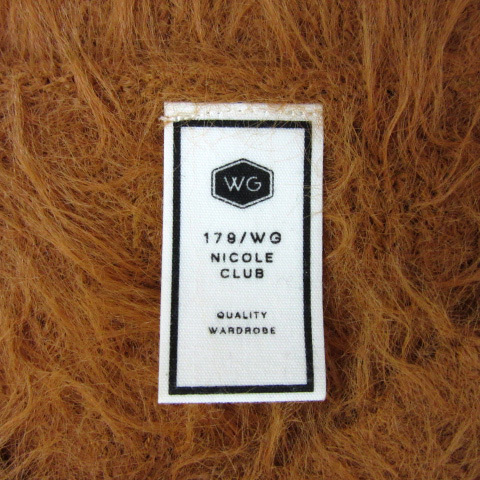 WG
179/WG
NICOLE
CLUB
QUALITY
WARDROBE